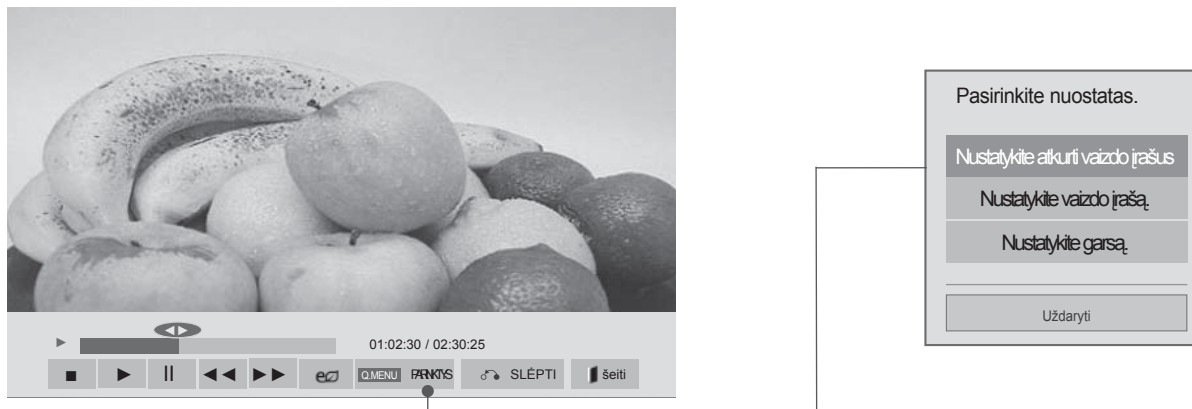 01:02:30 / 02:30:25
Q.MENU PARINKTYS SLĖPTI šeiti
Pasirinkite nuostatas.
Nustatykite atkurti vaizdo įrašus
Nustatykite vaizdo įrašą.
Nustatykite garsą.
Uždaryti